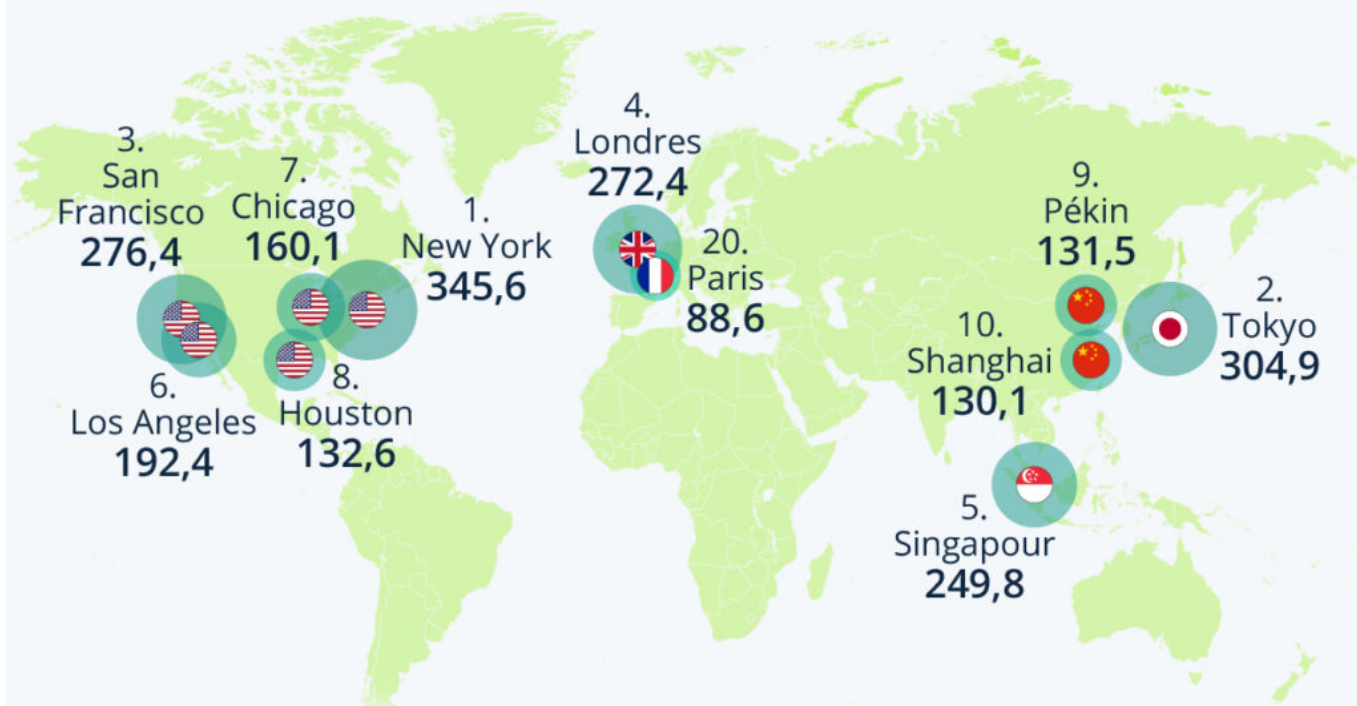 3.
San
Francisco
276,4
7.
Chicago
160,1
1.
New York
345,6
4.
Londres
272,4
20.
Paris
88,6
9.
Pékin
131,5
2.
Tokyo
304,9
10.
Shanghai
130,1
6.
Los Angeles
192,4
8.
Houston
132,6
5.
Singapour
249,8